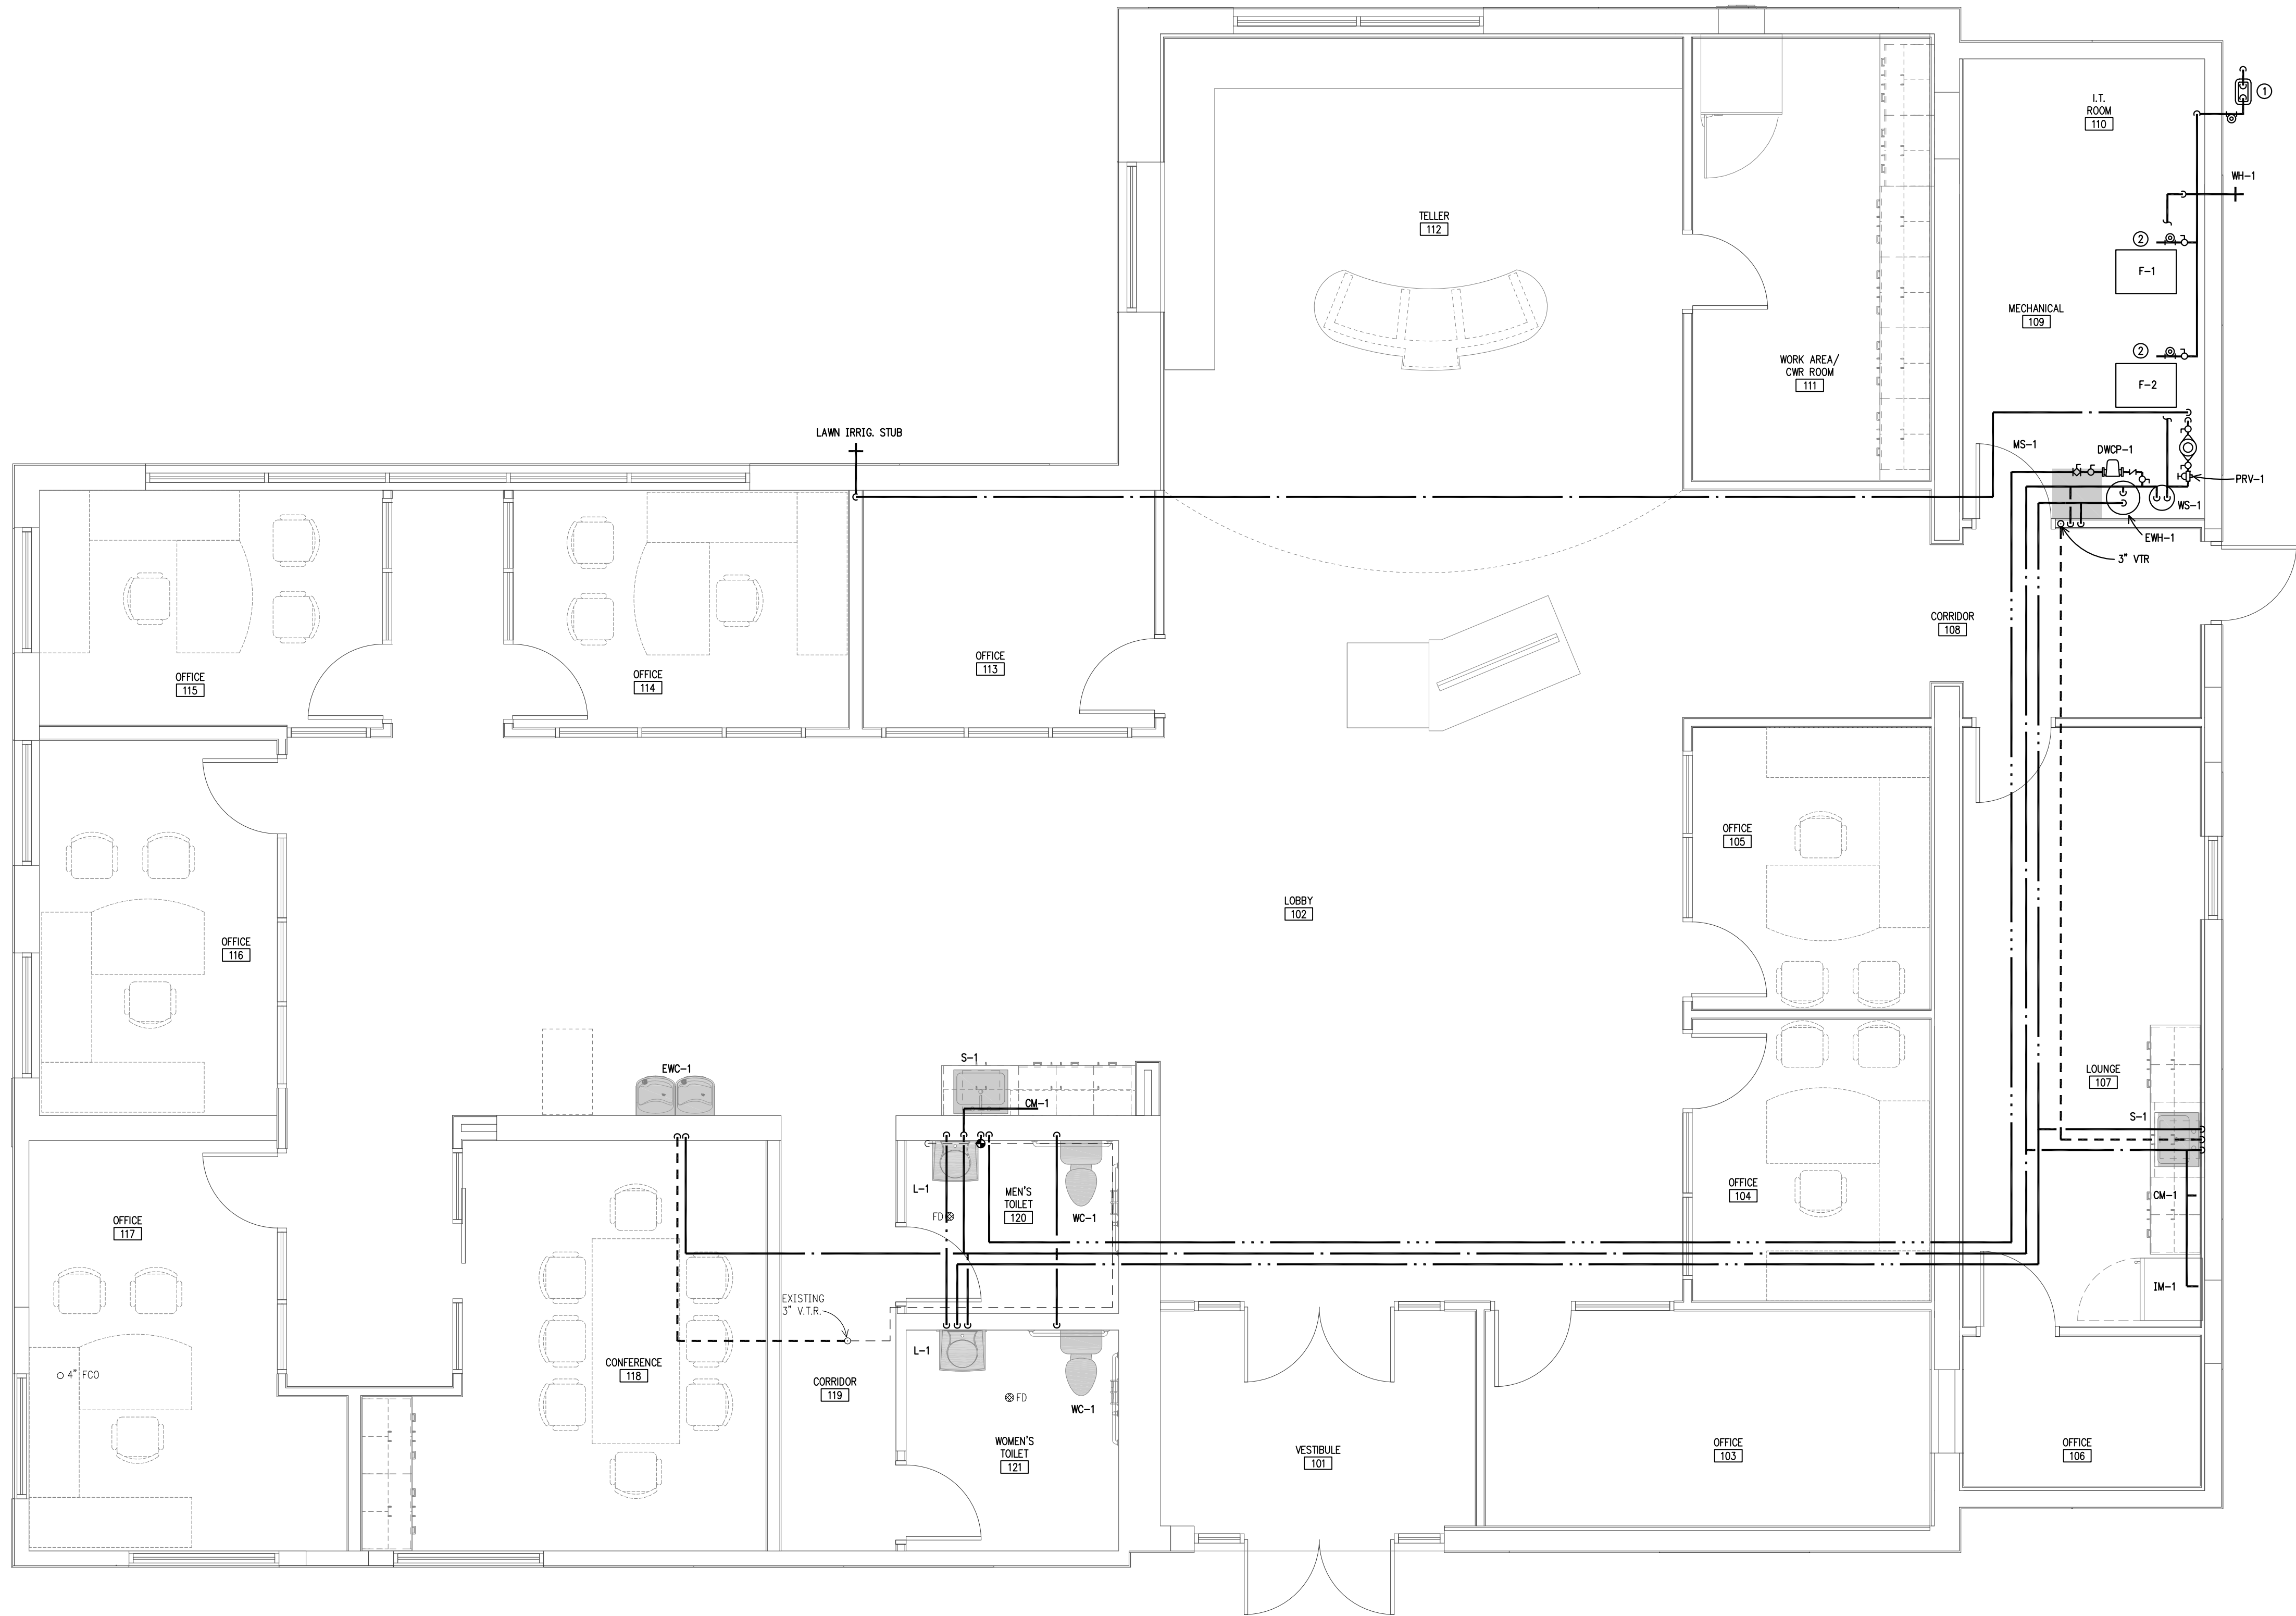 I.T.
ROOM
110
1
WH-1
TELLER
112
2
F-1
MECHANICAL
109
2
F-2
WORK AREA/
CWR ROOM
111
LAWN IRRIG. STUB
MS-1
DWCP-1
PRV-1
WS-1
EWH-1
3" VTR
CORRIDOR
108
OFFICE
115
OFFICE
114
OFFICE
113
OFFICE
105
LOBBY
102
OFFICE
116
EWC-1
S-1
CM-1
LOUNGE
107
S-1
L-1
MEN'S
TOILET
120
WC-1
FD
OFFICE
104
CM-1
OFFICE
117
IM-1
EXISTING
3" V.T.R.
4" FCO
CONFERENCE
118
CORRIDOR
119
L-1
FD
WC-1
WOMEN'S
TOILET
121
VESTIBULE
101
OFFICE
103
OFFICE
106